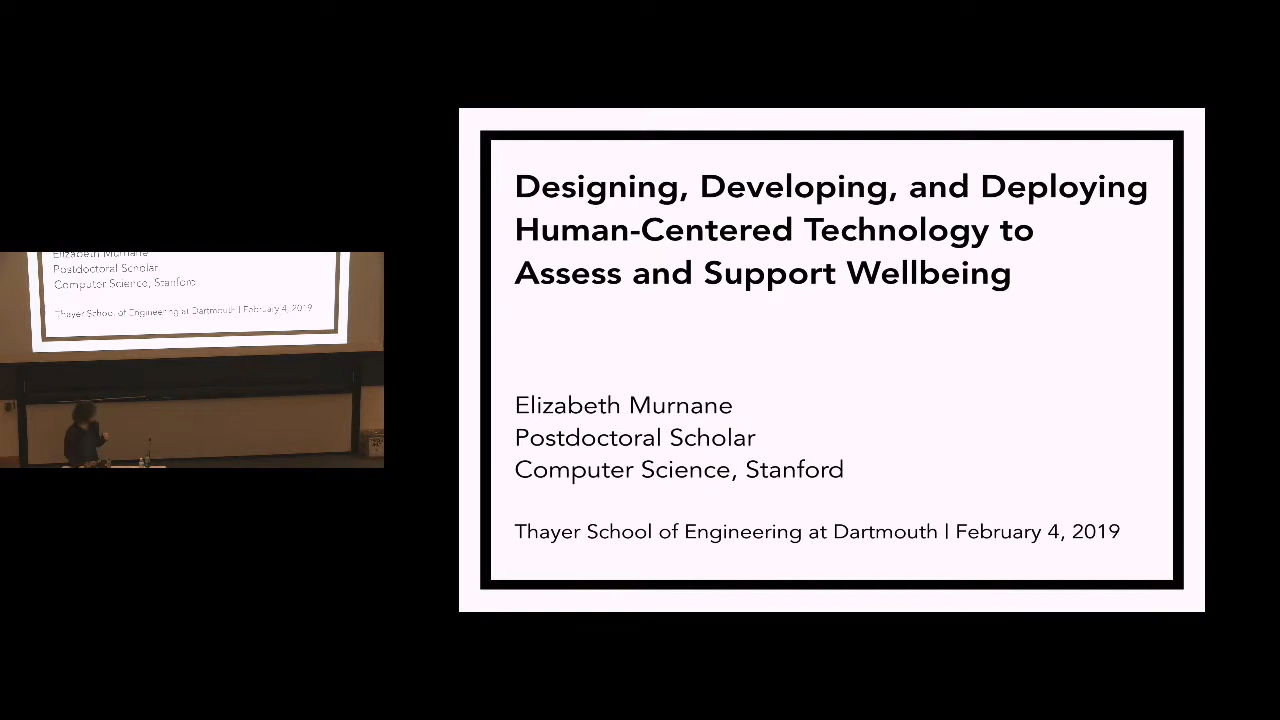 Designing, Developing, and Deploying
Human-Centered Technology to
Assess and Support Wellbeing
Elizabeth Murnane
Postdoctoral Scholar
Computer Science, Stanford
Thayer School of Engineering at Dartmouth | February 4, 2019
Elizabeth Murnane
Postdoctoral Scholar
Computer Science, Stanford
Thayer School of Engineering at Dartmouth | February 4, 2019